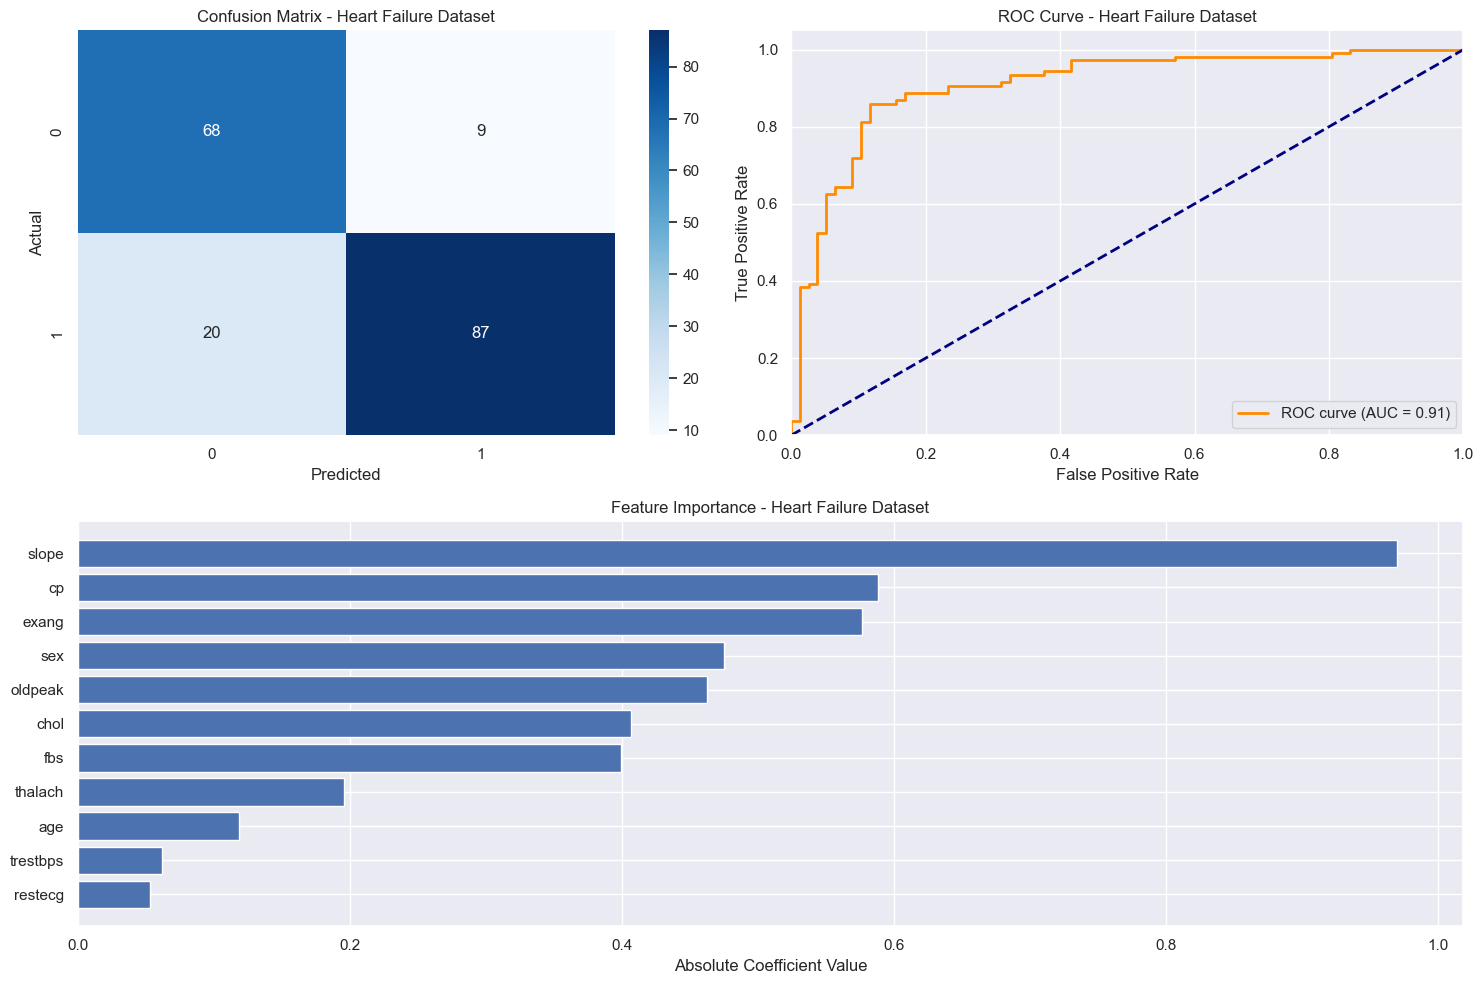 Confusion Matrix - Heart Failure Dataset
Actual
0
1
68
9
20
87
0
1
Predicted
80
70
60
50
40
30
20
10
ROC Curve - Heart Failure Dataset
True Positive Rate
1.0
0.8
0.6
0.4
0.2
0.0
0.0
0.2
0.4
0.6
0.8
1.0
False Positive Rate
ROC curve (AUC = 0.91)
Feature Importance - Heart Failure Dataset
slope
cp
exang
sex
oldpeak
chol
fbs
thalach
age
trestbps
restecg
0.0
0.2
0.4
0.6
0.8
1.0
Absolute Coefficient Value